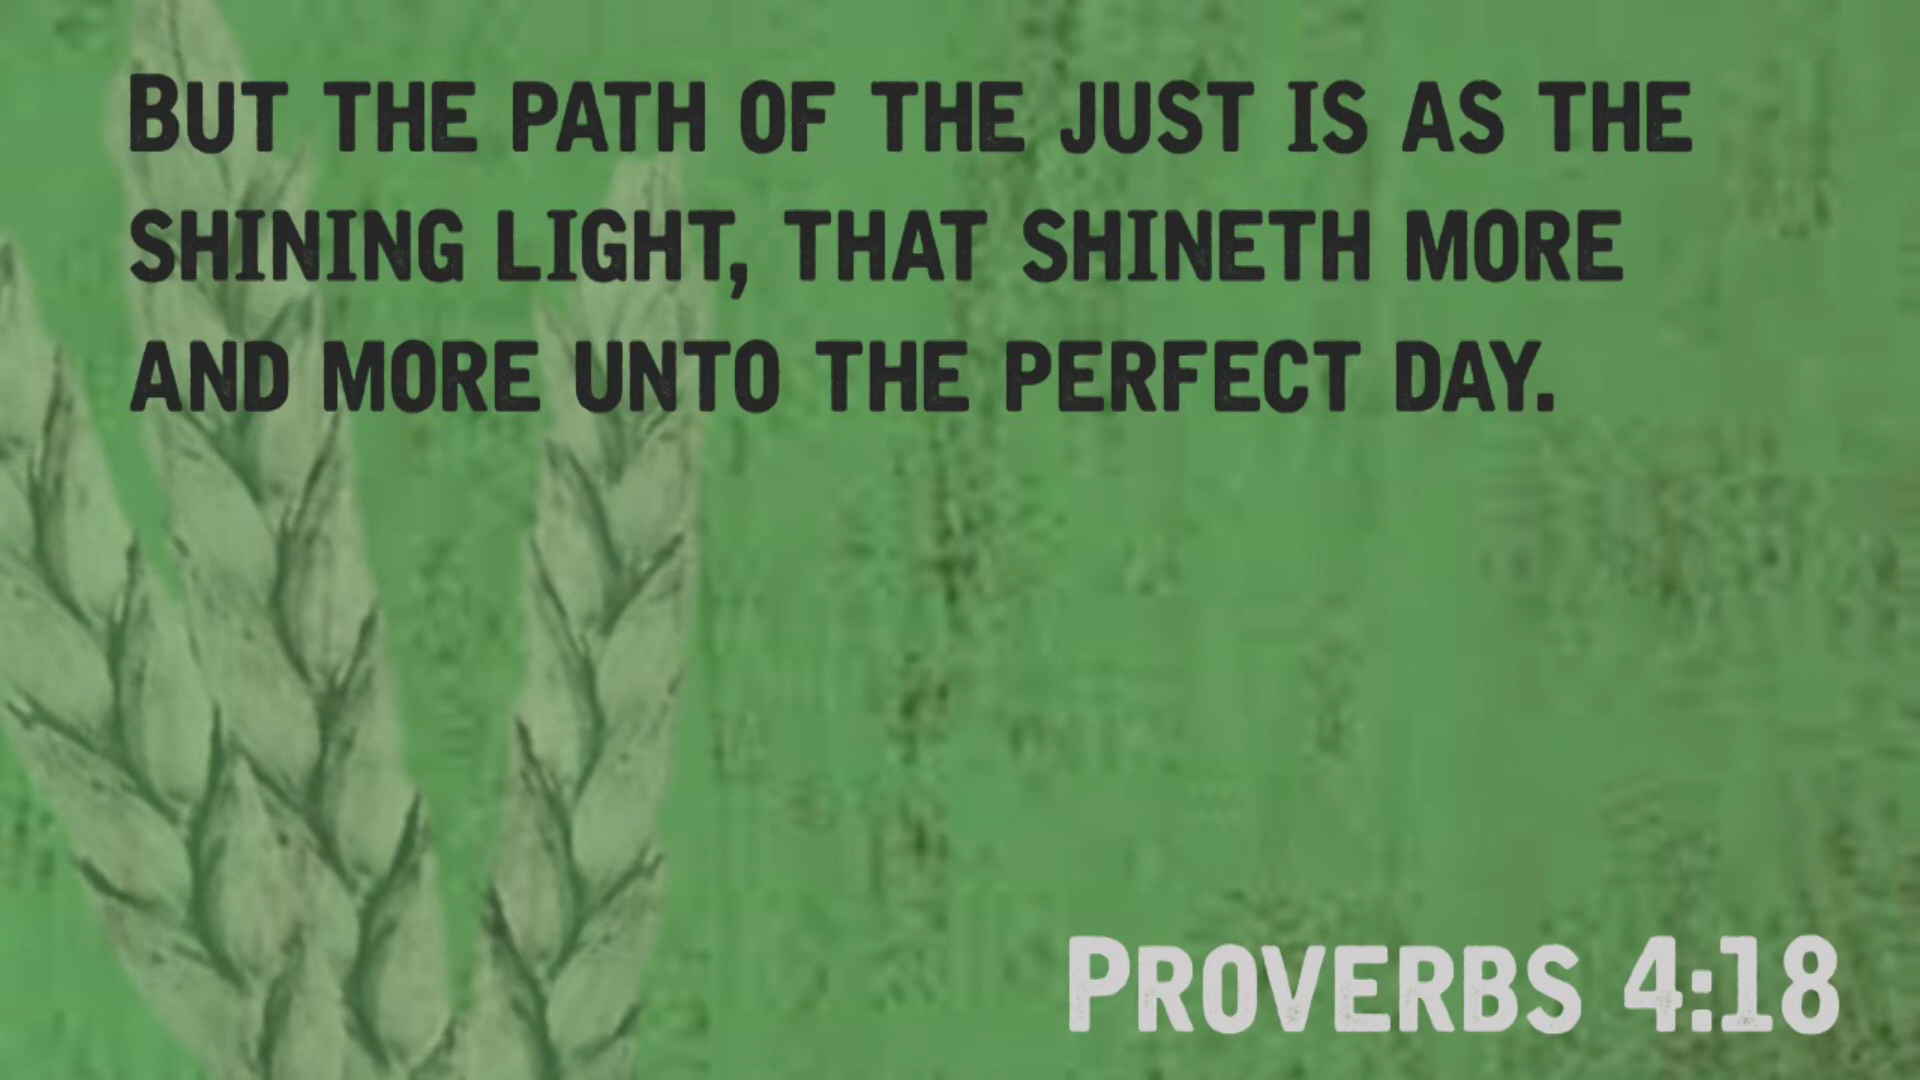 But the path of the just is as the
shining light, that shineth more
and more unto the perfect day.
Proverbs 4:18